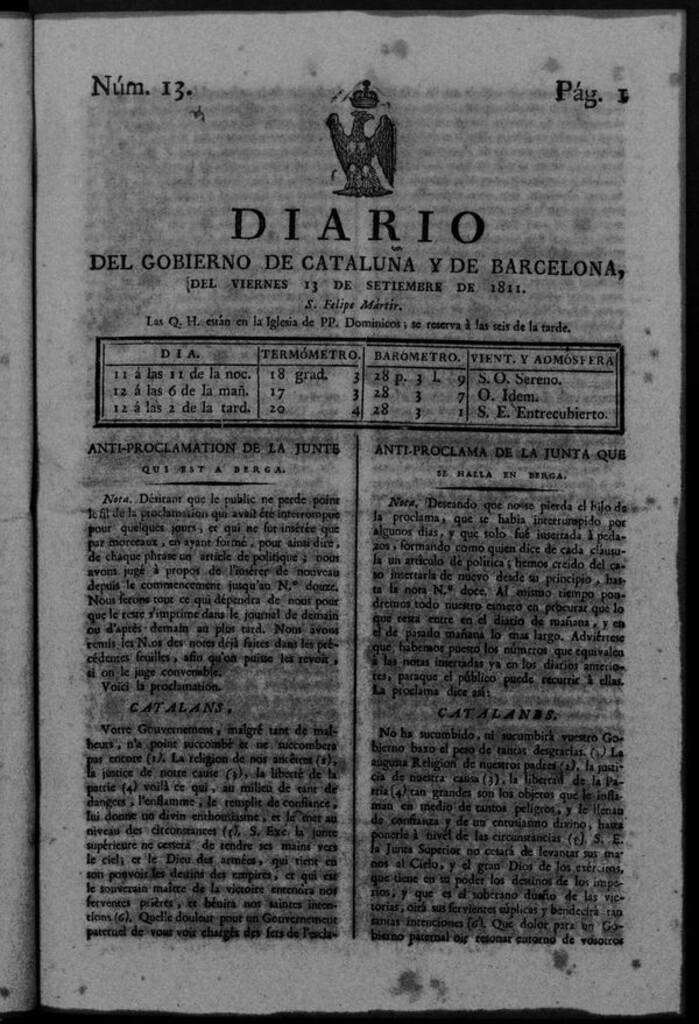 Núm. 13.
Pág. 1
DIARIO
DEL GOBIERNO DE CATALUÑA Y DE BARCELONA,
DEL VIERNES 13 DE SETIEMBRE DE 1811.
S. Felipe Mártir.
Las Q. H. están en la Iglesia de PP. Dominicos; se reserva á las seis de la tarde.
DIA. TERMÓMETRO. BARÓMETRO. VIENT. Y ADMÓSFERA
11 á las 11 de la noc. 18 grad. 3 28 p. 3 l. 9 S. O. Sereno.
12 á las 6 de la mañ. 17 3 28 3 7 O. Idem.
12 á las 2 de la tard. 20 4 28 3 1 S. E. Entrecubierto.
ANTI-PROCLAMATION DE LA JUNTE
QUI EST A BERGA.
Nota. Désirant que le public ne perde point
le fil de la proclamation qui avait été interrompue
pour quelques jours, et qui ne fut insérée que
par morceaux, en ayant formé, pour ainsi dire,
de chaque phrase un article de politique; nous
avons jugé à propos de l'insérer de nouveau
depuis le commencement jusqu'au N.º douze.
Nous ferons tout ce qui dépendra de nous pour
que le reste s'imprime dans le journal de demain
ou d'après-demain au plus tard. Nous avons
remis les N.os des notes déjà faites dans les pré-
cédentes feuilles, afin qu'on puisse les revoir,
si on le juge convenable.
Voici la proclamation.
CATALANS,
Votre Gouvernement, malgré tant de mal-
heurs, n'a point succombé et ne succombera
pas encore (1). La religion de nos ancêtres (2),
la justice de notre cause (3), la liberté de la
patrie (4) voilà ce qui, au milieu de tant de
dangers, l'enflamme, le remplit de confiance,
lui donne un divin enthousiasme, et le met au
niveau des circonstances (5). S. Exc. la junte
supérieure ne cessera de tendre ses mains vers
le ciel; et le Dieu des armées, qui tient en
son pouvoir les destins des empires, et qui est
le souverain maître de la victoire entendra nos
ferventes prières, et bénira nos saintes inten-
tions (6). Quelle douleur pour un Gouvernement
paternel de vous voir chargés des fers de l'escla-
ANTI-PROCLAMA DE LA JUNTA QUE
SE HALLA EN BERGA.
Nota. Deseando que no se pierda el hilo de
la proclama, que se habia interrumpido por
algunos dias, y que solo fué insertada á peda-
zos, formando como quien dice de cada clausu-
la un artículo de política; hemos creido del ca-
so insertarla de nuevo desde su principio, has-
ta la nota N.º doce. Al mismo tiempo pon-
dremos todo nuestro esmero en procurar que lo
que resta entre en el diario de mañana, y en
el de pasado mañana lo mas largo. Adviértese
que, habemos puesto los números que equivalen
á las notas insertadas ya en los diarios anterio-
res, paraque el público puede recurrir á ellas.
La proclama dice así:
CATALANES.
No ha sucumbido, ni sucumbirá vuestro Go-
bierno baxo el peso de tantas desgracias. (1) La
augusta Religion de nuestros padres (2), la justi-
cia de nuestra causa (3), la libertad de la Pa-
tria (4) tan grandes son los objetos que le infla-
man en medio de tantos peligros, y le llenan
de confianza y de un entusiasmo divino, hasta
ponerle á nivel de las circunstancias (5). S. E.
la Junta Superior no cesará de levantar sus ma-
nos al Cielo, y el gran Dios de los exércitos,
que tiene en su poder los destinos de los impe-
rios, y que es el soberano dueño de las vic-
torias, oirá sus fervientes súplicas y bendecirá tan
santas intenciones (6). Que dolor para un Go-
bierno paternal oir resonar entorno de vosotros